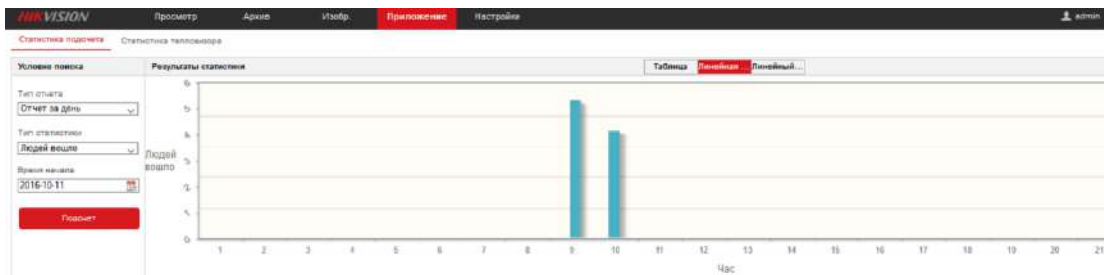 HIKVISION Просмотр Архив Изобр. Приложение Настройки admin
Статистика подсчета Статистика тепловизора
Условия поиска Результаты статистики Таблица Линейная ... Линейный...
Тип отчета
Отчет за день
Тип статистики
Людей вошло
Время начала
2016-10-11
Подсчет
Людей
вошло
6
5
4
3
2
1
0
1 2 3 4 5 6 7 8 9 10 11 12 13 14 15 16 17 18 19 20 21
Час